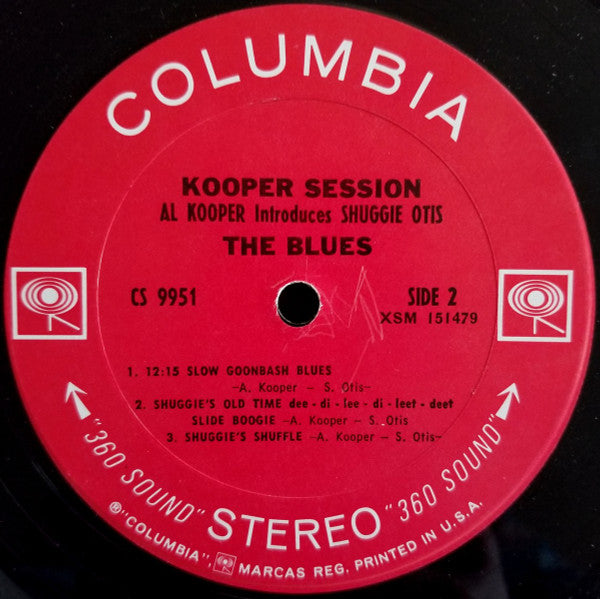 COLUMBIA
KOOPER SESSION
AL KOOPER Introduces SHUGGIE OTIS
THE BLUES
CS 9951
SIDE 2
XSM 151479
1. 12:15 SLOW GOONBASH BLUES
–A. Kooper – S. Otis–
2. SHUGGIE'S OLD TIME dee - di - lee - di - leet - deet
SLIDE BOOGIE –A. Kooper – S. Otis
3. SHUGGIE'S SHUFFLE –A. Kooper – S. Otis–
"360 SOUND" STEREO "360 SOUND"
®"COLUMBIA", MARCAS REG. PRINTED IN U.S.A.